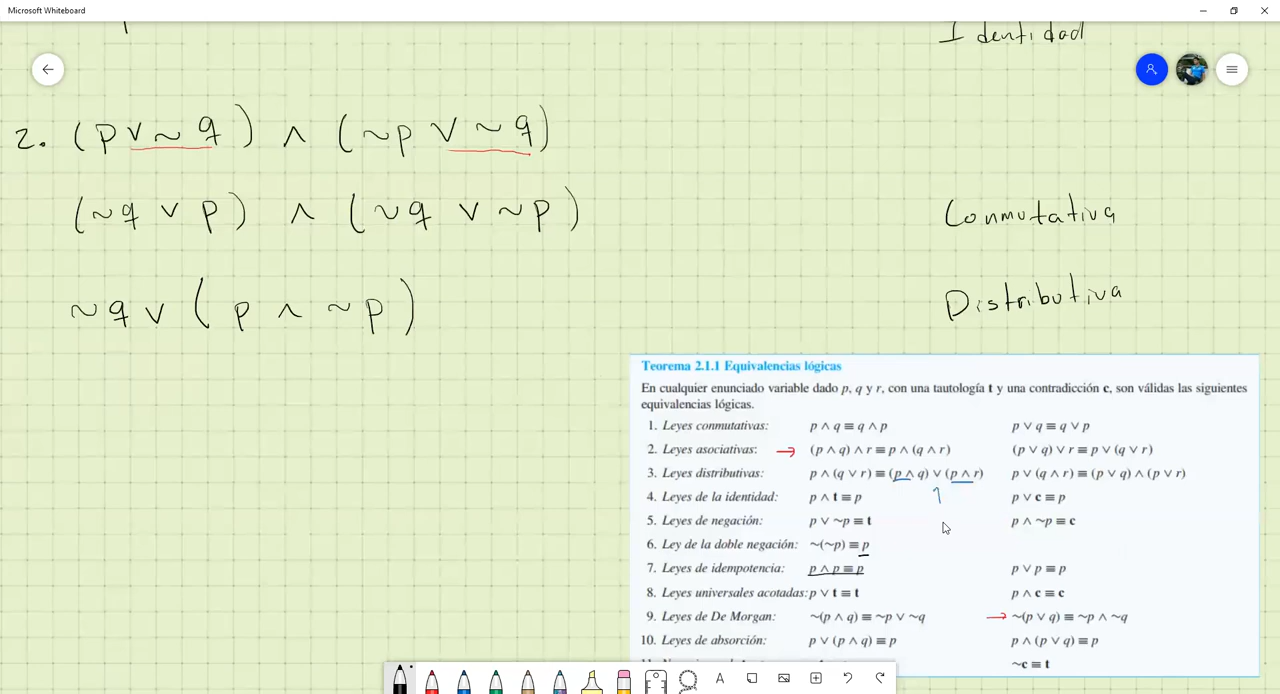 Microsoft Whiteboard
Identidad
2. (p ∨ ~q) ∧ (~p ∨ ~q)
(~q ∨ p) ∧ (~q ∨ ~p) Conmutativa
~q ∨ (p ∧ ~p) Distributiva
Teorema 2.1.1 Equivalencias lógicas
En cualquier enunciado variable dado p, q y r, con una tautología t y una contradicción c, son válidas las siguientes
equivalencias lógicas.
1. Leyes conmutativas: p ∧ q ≡ q ∧ p p ∨ q ≡ q ∨ p
2. Leyes asociativas: → (p ∧ q) ∧ r ≡ p ∧ (q ∧ r) (p ∨ q) ∨ r ≡ p ∨ (q ∨ r)
3. Leyes distributivas: p ∧ (q ∨ r) ≡ (p ∧ q) ∨ (p ∧ r) p ∨ (q ∧ r) ≡ (p ∨ q) ∧ (p ∨ r)
4. Leyes de la identidad: p ∧ t ≡ p p ∨ c ≡ p
5. Leyes de negación: p ∨ ~p ≡ t p ∧ ~p ≡ c
6. Ley de la doble negación: ~(~p) ≡ p
7. Leyes de idempotencia: p ∧ p ≡ p p ∨ p ≡ p
8. Leyes universales acotadas: p ∨ t ≡ t p ∧ c ≡ c
9. Leyes de De Morgan: ~(p ∧ q) ≡ ~p ∨ ~q → ~(p ∨ q) ≡ ~p ∧ ~q
10. Leyes de absorción: p ∨ (p ∧ q) ≡ p p ∧ (p ∨ q) ≡ p
~c ≡ t
A